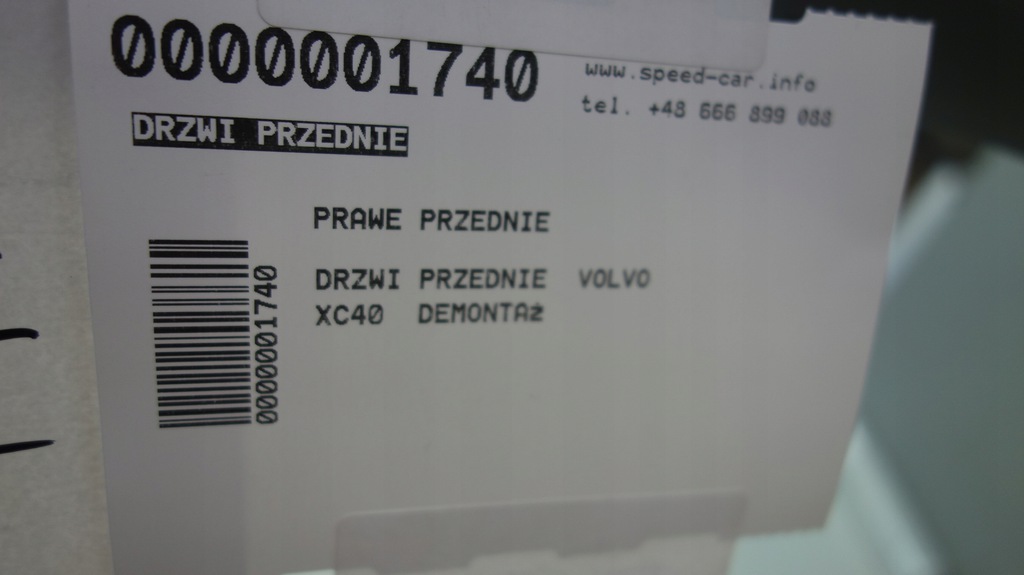 0000001740
www.speed-car.info
tel. +48 666 899 088
DRZWI PRZEDNIE
PRAWE PRZEDNIE
DRZWI PRZEDNIE VOLVO
XC40 DEMONTAż
0000001740